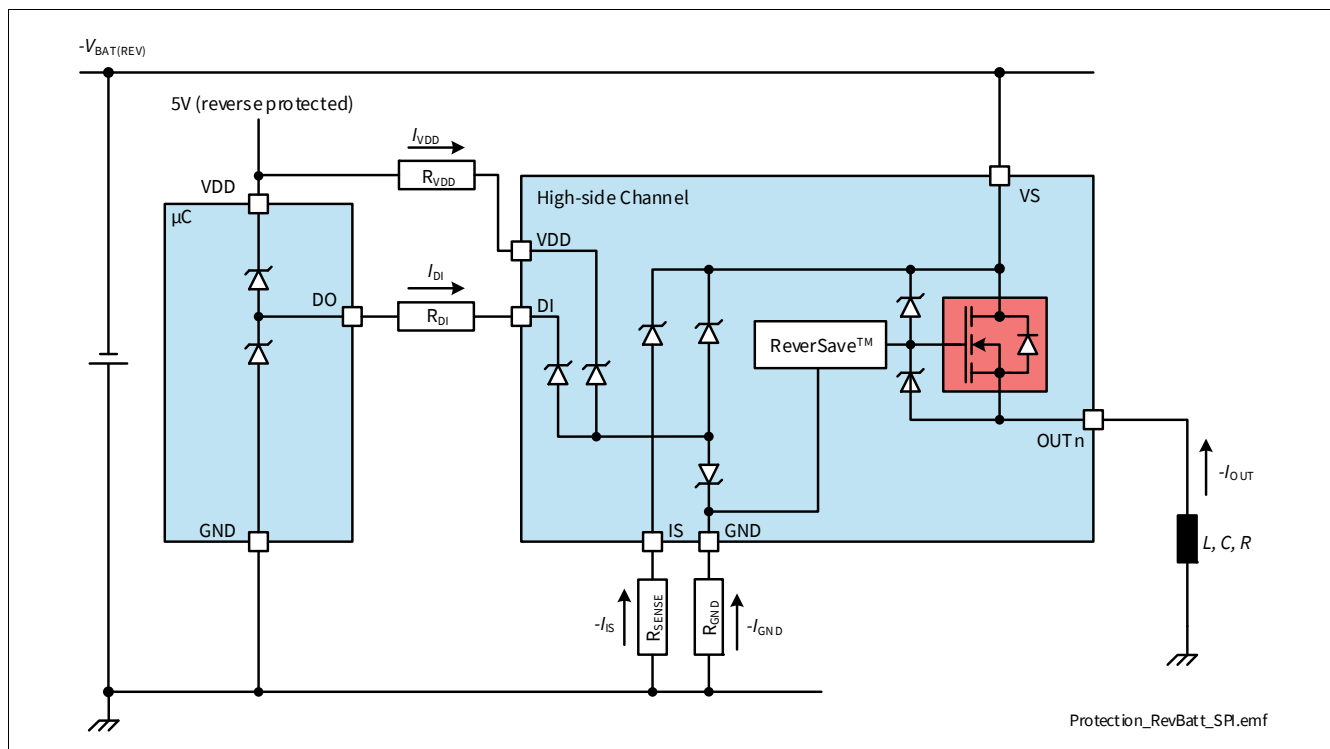 -VBAT(REV)
5V (reverse protected)
IVDD
RVDD
VDD
µC
High-side Channel
VS
VDD
IDI
DO
RDI
DI
ReverSave™
OUTn
-IOUT
GND
IS
GND
L, C, R
-IIS
RSENSE
RGND
-IGND
Protection_RevBatt_SPI.emf